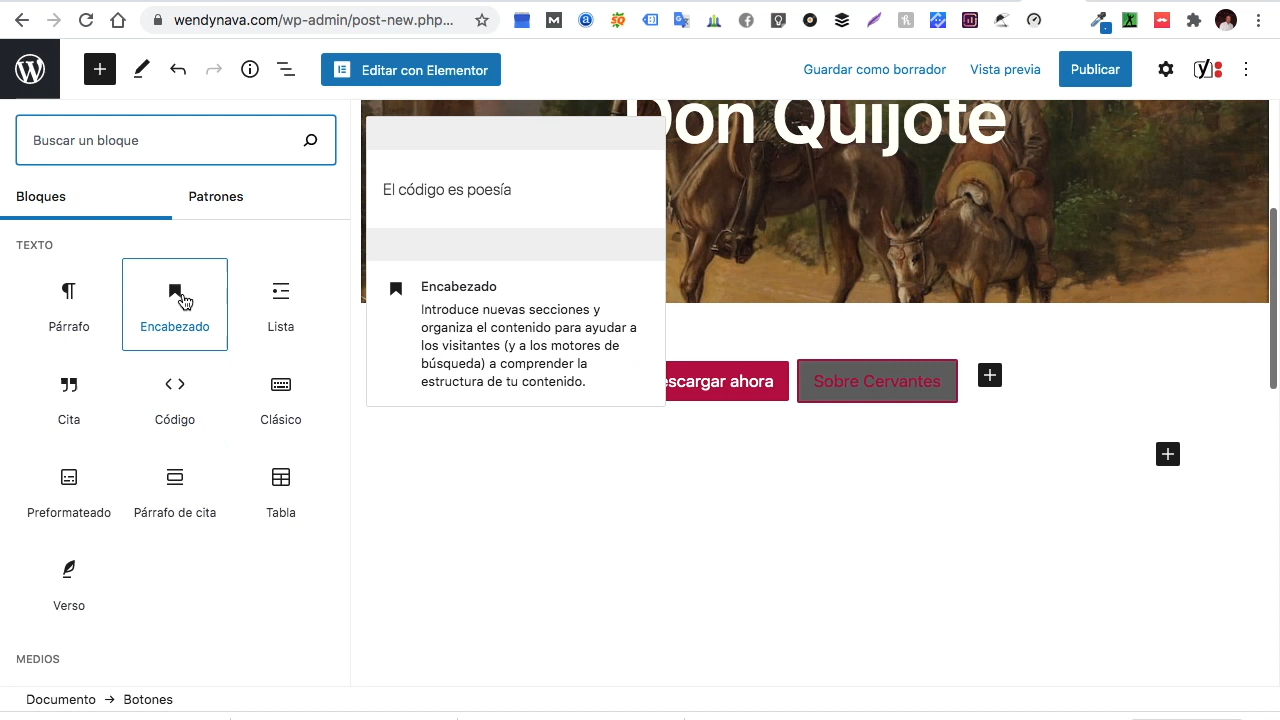 wendynava.com/wp-admin/post-new.php...
Editar con Elementor
Guardar como borrador
Vista previa
Publicar
Buscar un bloque
Bloques
Patrones
TEXTO
Párrafo
Encabezado
Lista
Cita
Código
Clásico
Preformateado
Párrafo de cita
Tabla
Verso
MEDIOS
Don Quijote
El código es poesía
Encabezado
Introduce nuevas secciones y
organiza el contenido para ayudar a
los visitantes (y a los motores de
búsqueda) a comprender la
estructura de tu contenido.
escargar ahora
Sobre Cervantes
Documento → Botones